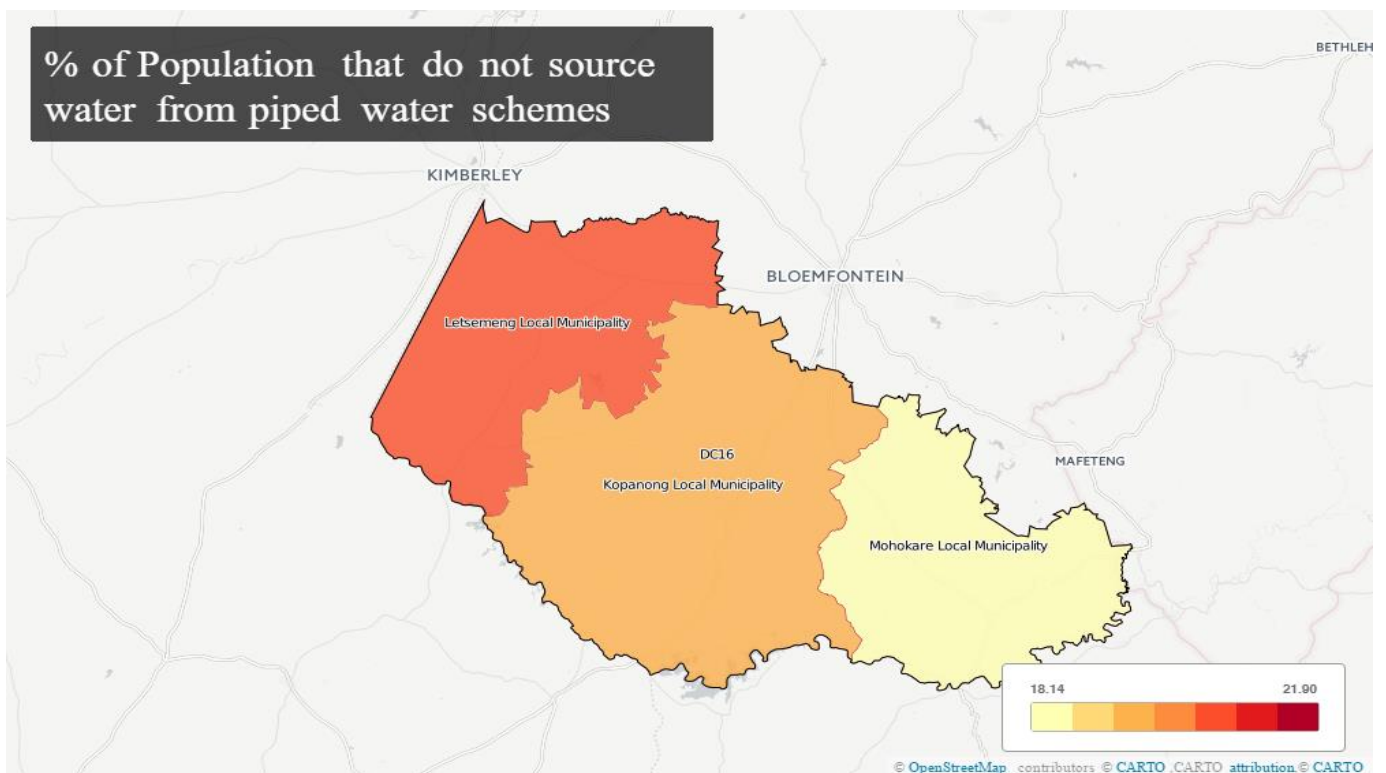 % of Population that do not source
water from piped water schemes
BETHLEH
KIMBERLEY
BLOEMFONTEIN
Letsemeng Local Municipality
DC16
MAFETENG
Kopanong Local Municipality
Mohokare Local Municipality
18.14 21.90
© OpenStreetMap contributors © CARTO ,CARTO attribution,© CARTO